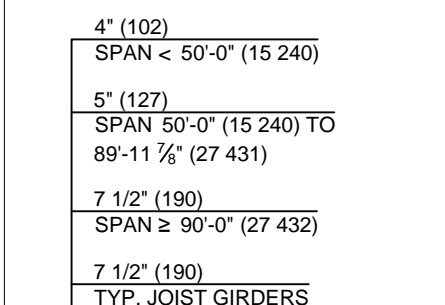 4" (102)
SPAN < 50'-0" (15 240)
5" (127)
SPAN 50'-0" (15 240) TO
89'-11 ⅞" (27 431)
7 1/2" (190)
SPAN ≥ 90'-0" (27 432)
7 1/2" (190)
TYP. JOIST GIRDERS